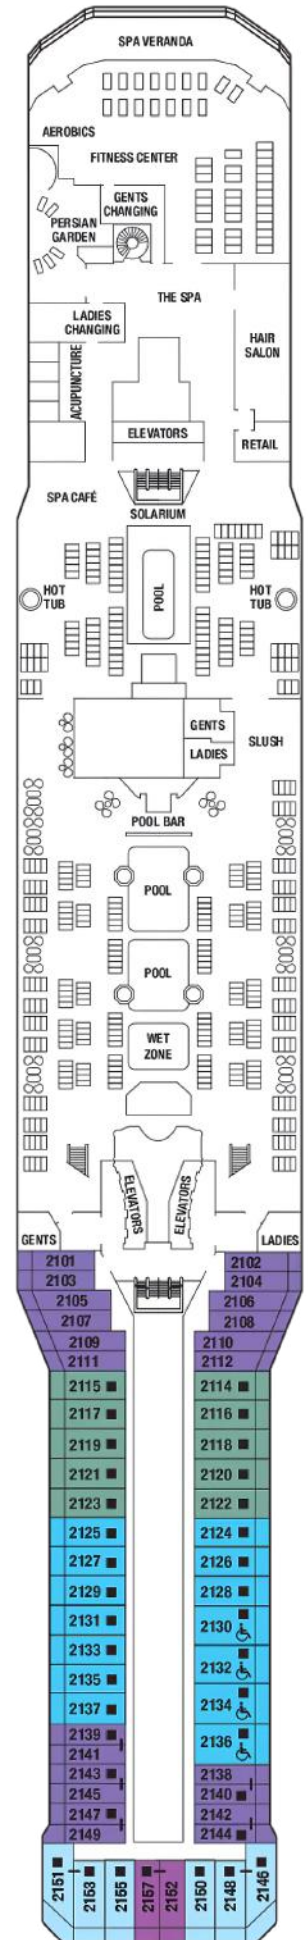 SPA VERANDA
AEROBICS
FITNESS CENTER
GENTS
CHANGING
PERSIAN
GARDEN
THE SPA
LADIES
CHANGING
HAIR
SALON
ACUPUNCTURE
ELEVATORS
RETAIL
SPA CAFÉ
SOLARIUM
HOT
TUB
POOL
HOT
TUB
GENTS
LADIES
SLUSH
POOL BAR
POOL
POOL
WET
ZONE
ELEVATORS
ELEVATORS
GENTS
LADIES
2101 2102
2103 2104
2105 2106
2107 2108
2109 2110
2111 2112
2115 2114
2117 2116
2119 2118
2121 2120
2123 2122
2125 2124
2127 2126
2129 2128
2131 2130
2133 2132
2135 2134
2137 2136
2139
2141 2138
2143 2140
2145 2142
2147 2144
2149
2151 2153 2155 2157 2152 2150 2148 2146